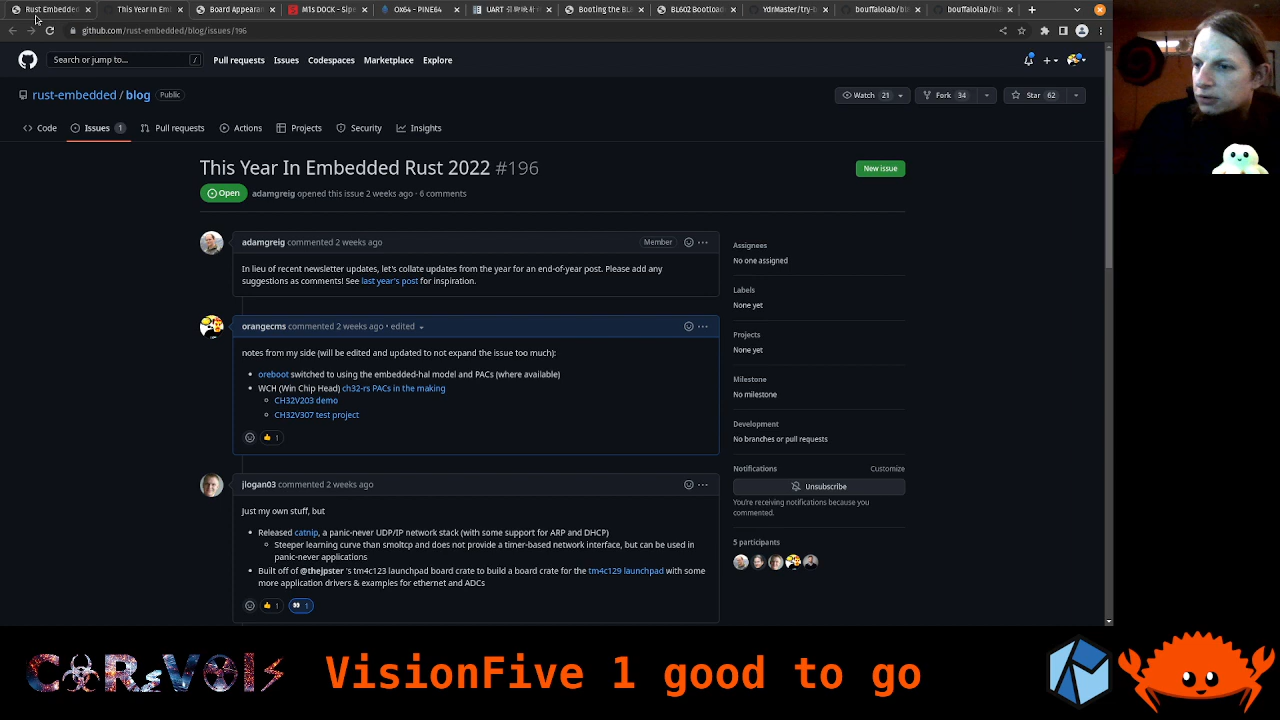 Rust Embedded
This Year in Em
Board Appearan
M1s DOCK - Sip
OX64 - PINE64
UART
Booting the BL
BL602 Bootload
YdrMaster/try-b
bouffalolab/bl
bouffalolab/bl
github.com/rust-embedded/blog/issues/196
Search or jump to...
/
Pull requests
Issues
Codespaces
Marketplace
Explore
rust-embedded / blog
Public
Watch 21
Fork 34
Star 62
Code
Issues 1
Pull requests
Actions
Projects
Security
Insights
This Year In Embedded Rust 2022 #196
New issue
Open
adamgreig opened this issue 2 weeks ago · 6 comments
adamgreig commented 2 weeks ago
Member
In lieu of recent newsletter updates, let's collate updates from the year for an end-of-year post. Please add any
suggestions as comments! See last year's post for inspiration.
orangecms commented 2 weeks ago • edited
notes from my side (will be edited and updated to not expand the issue too much):
oreboot switched to using the embedded-hal model and PACs (where available)
WCH (Win Chip Head) ch32-rs PACs in the making
CH32V203 demo
CH32V307 test project
1
jlogan03 commented 2 weeks ago
Just my own stuff, but
Released catnip, a panic-never UDP/IP network stack (with some support for ARP and DHCP)
Steeper learning curve than smoltcp and does not provide a timer-based network interface, but can be used in
panic-never applications
Built off of @thejpster 's tm4c123 launchpad board crate to build a board crate for the tm4c129 launchpad with some
more application drivers & examples for ethernet and ADCs
1
1
Assignees
No one assigned
Labels
None yet
Projects
None yet
Milestone
No milestone
Development
No branches or pull requests
Notifications
Customize
Unsubscribe
You're receiving notifications because you
commented.
5 participants
VisionFive 1 good to go